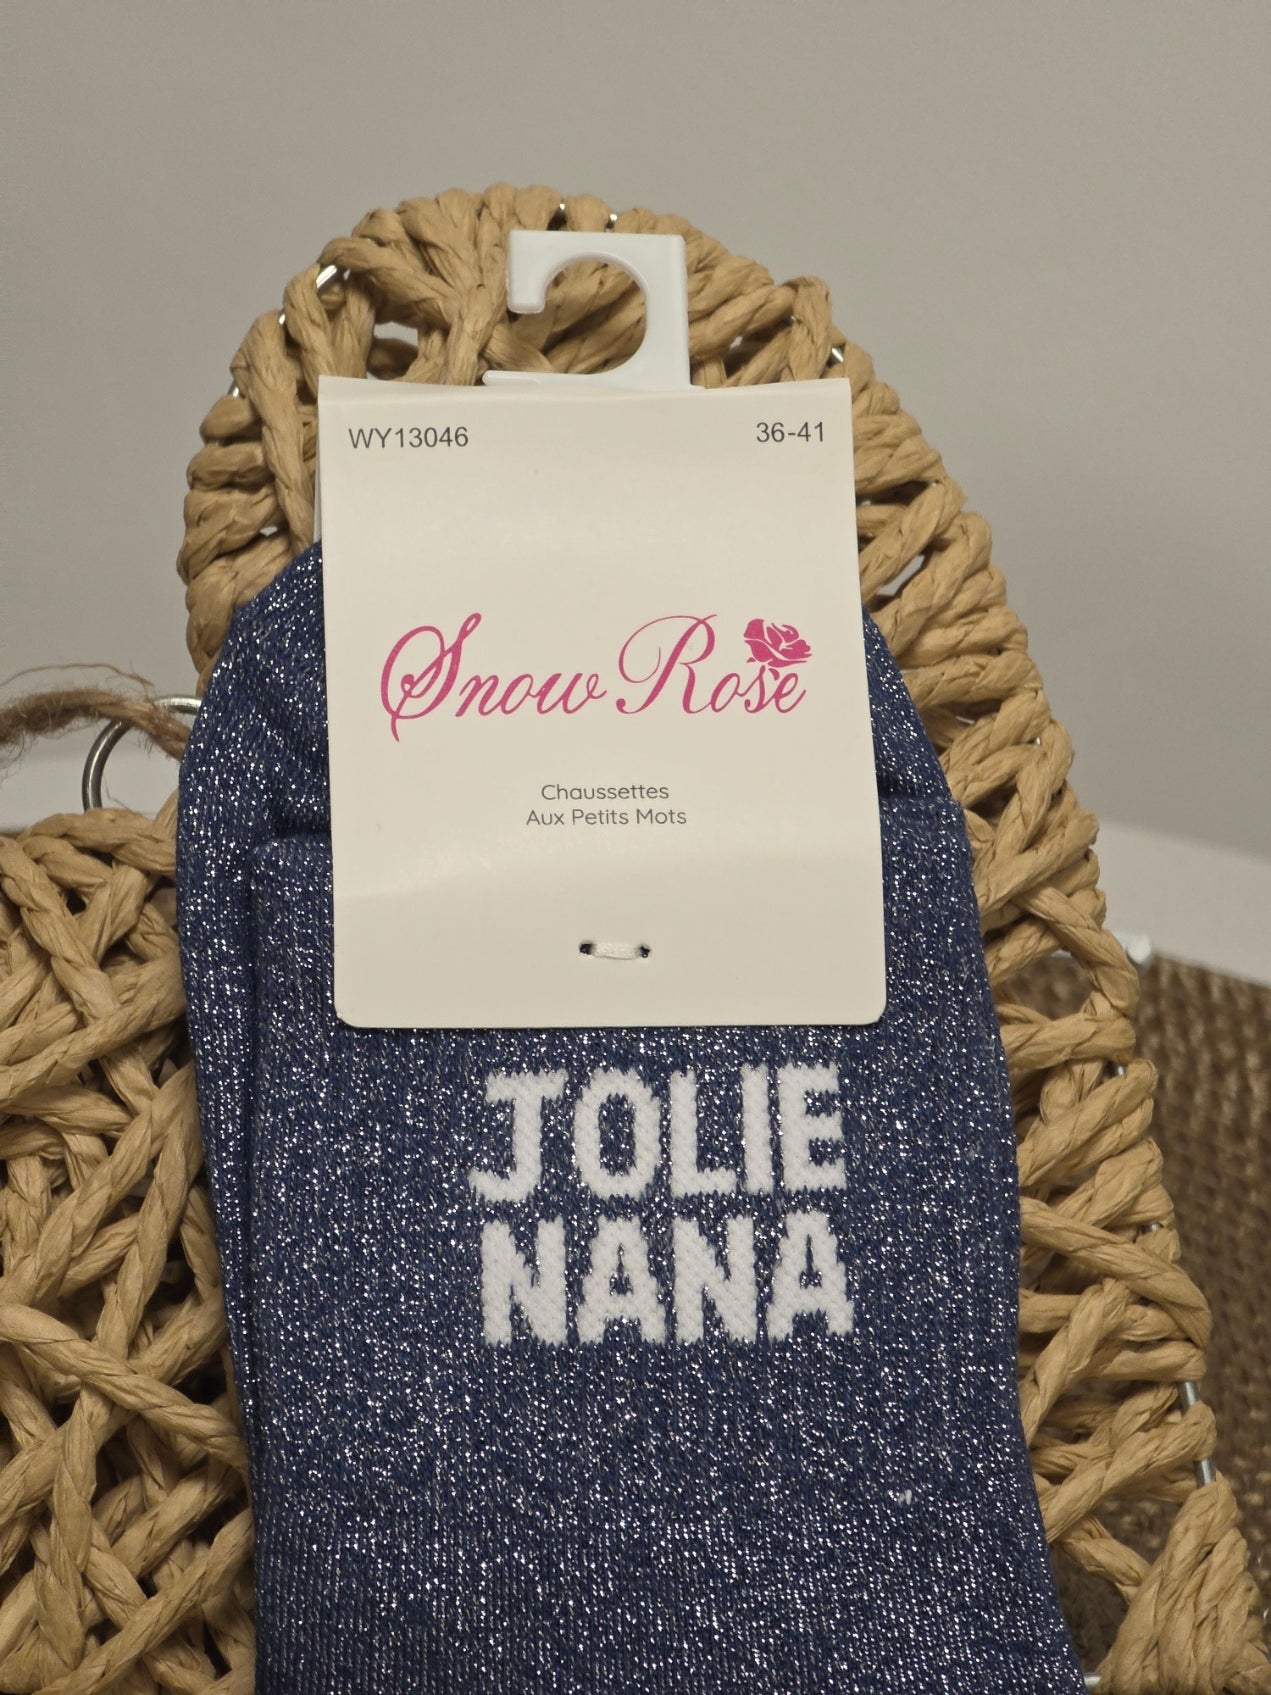 WY13046 36-41
Snow Rose
Chaussettes
Aux Petits Mots
JOLIE
NANA